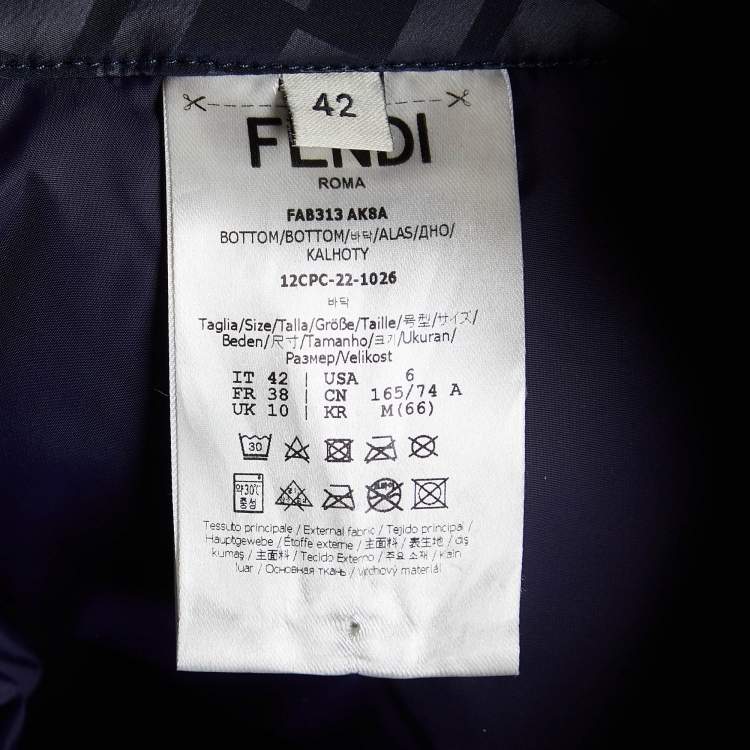 42
FENDI
ROMA
FAB313 AK8A
BOTTOM/BOTTOM/바닥/ALAS/ДНО/
KALHOTY
12CPC-22-1026
바닥
Taglia/Size/Talla/Größe/Taille/号型/サイズ/
Beden/尺寸/Tamanho/크기/Ukuran/
Размер/Velikost
IT 42 | USA 6
FR 38 | CN 165/74 A
UK 10 | KR M(66)
30
약30℃
중성
Tessuto principale / External fabric / Tejido principal /
Hauptgewebe / Étoffe externe / 主面料 / 表生地 / dış
kumaş / 主面料 / Tecido Externo / 주요 소재 / Kain
luar / Основная ткань / vrchový materiál